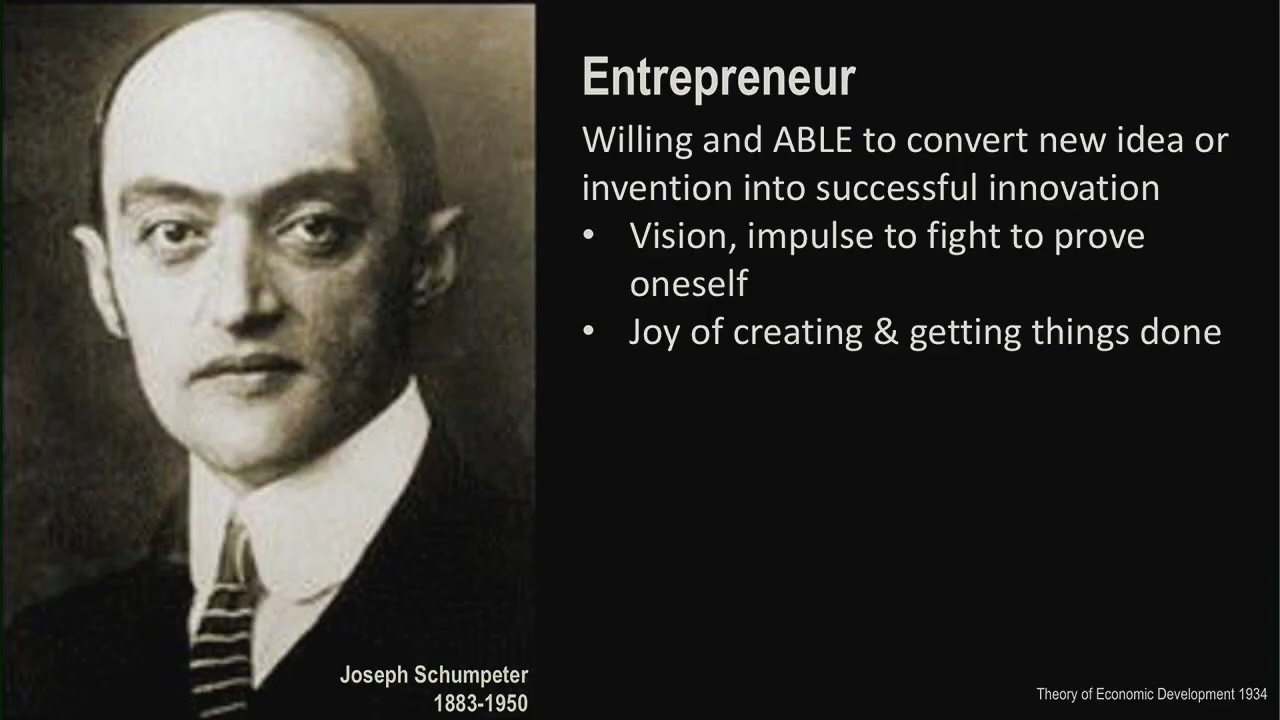 Entrepreneur
Willing and ABLE to convert new idea or
invention into successful innovation
• Vision, impulse to fight to prove
oneself
• Joy of creating & getting things done
Joseph Schumpeter
1883-1950
Theory of Economic Development 1934